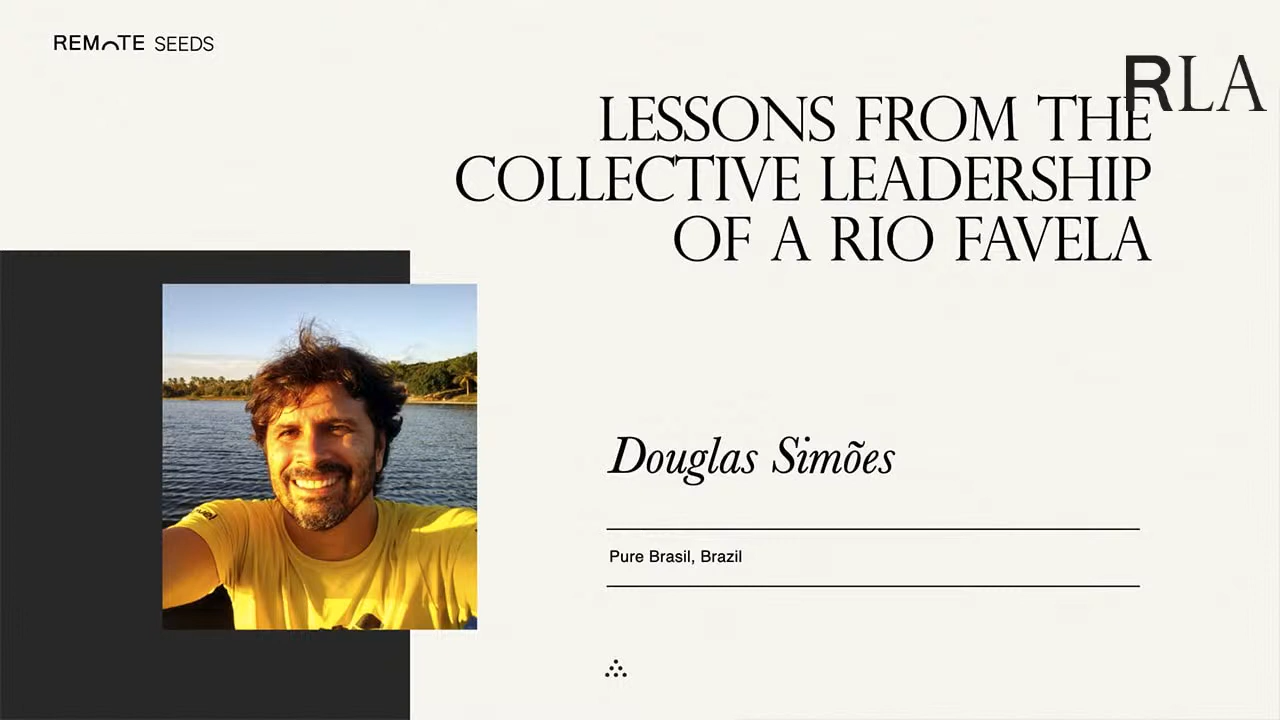 REMOTE SEEDS
RLA
LESSONS FROM THE
COLLECTIVE LEADERSHIP
OF A RIO FAVELA
Douglas Simões
Pure Brasil, Brazil